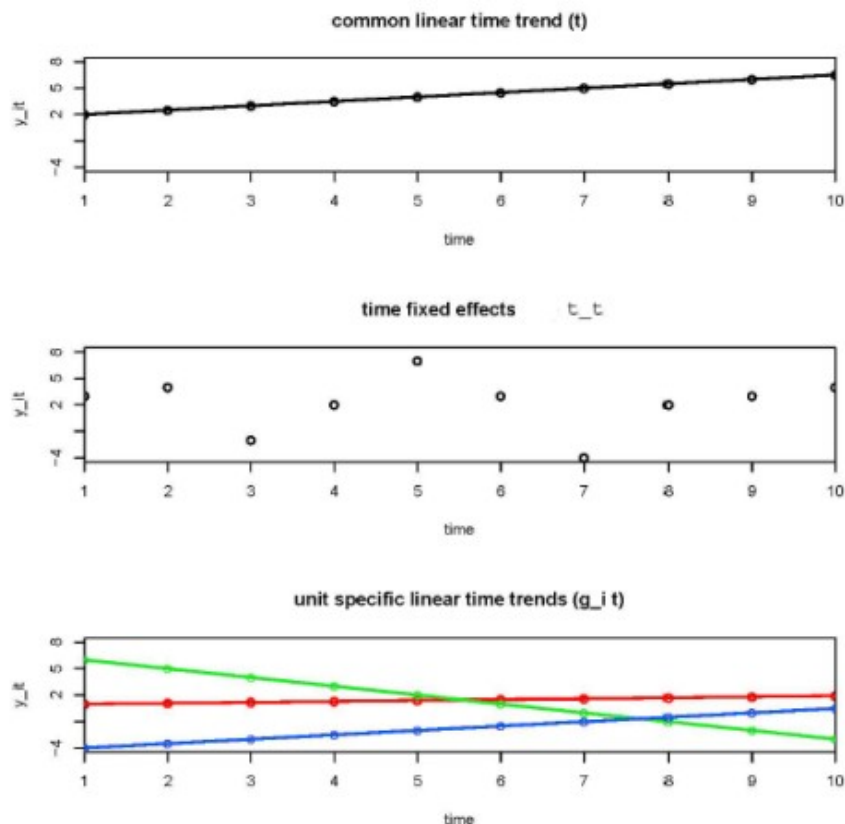 common linear time trend (t)
8
5
2
-4
y_it
1 2 3 4 5 6 7 8 9 10
time
time fixed effects t_t
8
5
2
-4
y_it
1 2 3 4 5 6 7 8 9 10
time
unit specific linear time trends (g_i t)
8
5
2
-4
y_it
1 2 3 4 5 6 7 8 9 10
time